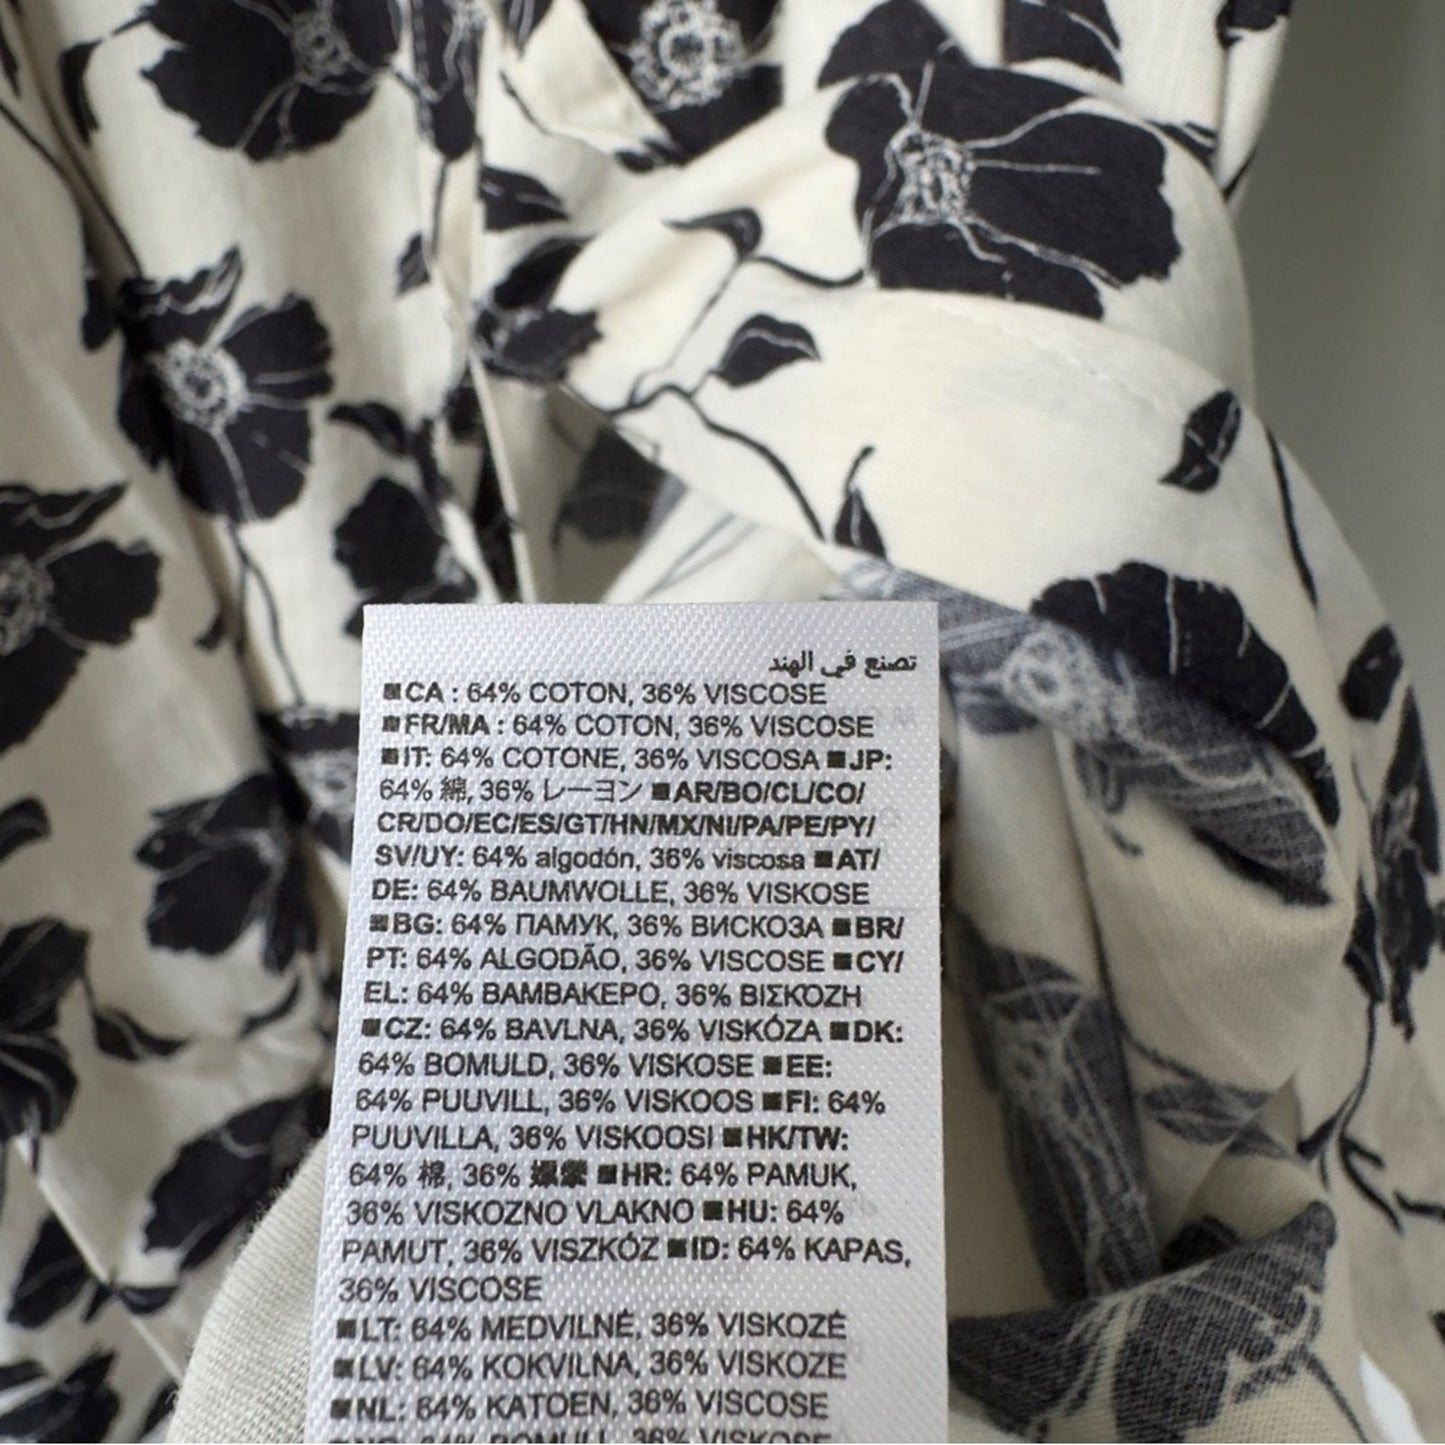 تصنع في الهند
■CA : 64% COTON, 36% VISCOSE
■FR/MA : 64% COTON, 36% VISCOSE
■IT: 64% COTONE, 36% VISCOSA ■JP:
64% 綿, 36% レーヨン ■AR/BO/CL/CO/
CR/DO/EC/ES/GT/HN/MX/NI/PA/PE/PY/
SV/UY: 64% algodón, 36% viscosa ■AT/
DE: 64% BAUMWOLLE, 36% VISKOSE
■BG: 64% ПАМУК, 36% ВИСКОЗА ■BR/
PT: 64% ALGODÃO, 36% VISCOSE ■CY/
EL: 64% ΒΑΜΒΑΚΕΡΟ, 36% ΒΙΣΚΌΖΗ
■CZ: 64% BAVLNA, 36% VISKÓZA ■DK:
64% BOMULD, 36% VISKOSE ■EE:
64% PUUVILL, 36% VISKOOS ■FI: 64%
PUUVILLA, 36% VISKOOSI ■HK/TW:
64% 棉, 36% ■HR: 64% PAMUK,
36% VISKOZNO VLAKNO ■HU: 64%
PAMUT, 36% VISZKÓZ ■ID: 64% KAPAS,
36% VISCOSE
■LT: 64% MEDVILNĖ, 36% VISKOZĖ
■LV: 64% KOKVILNA, 36% VISKOZE
■NL: 64% KATOEN, 36% VISCOSE